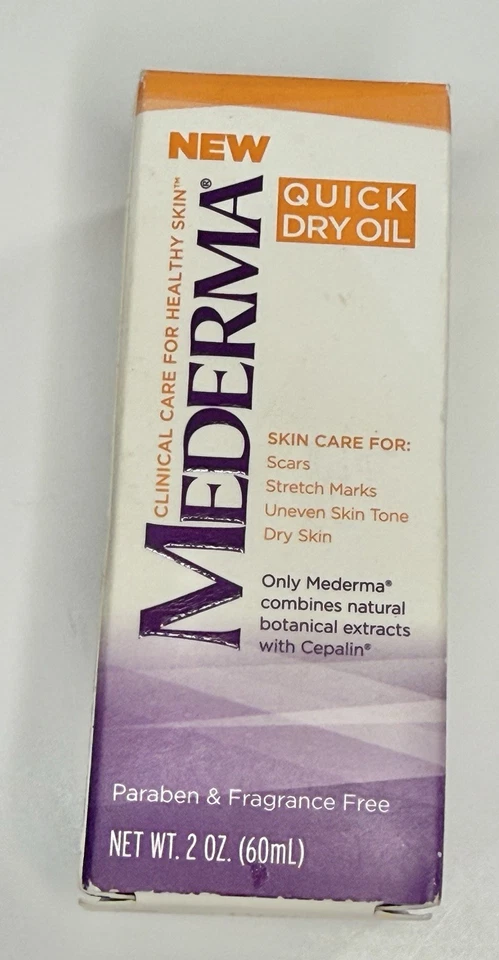 NEW
CLINICAL CARE FOR HEALTHY SKIN™
MEDERMA®
QUICK
DRY OIL
SKIN CARE FOR:
Scars
Stretch Marks
Uneven Skin Tone
Dry Skin
Only Mederma®
combines natural
botanical extracts
with Cepalin®
Paraben & Fragrance Free
NET WT. 2 OZ. (60mL)